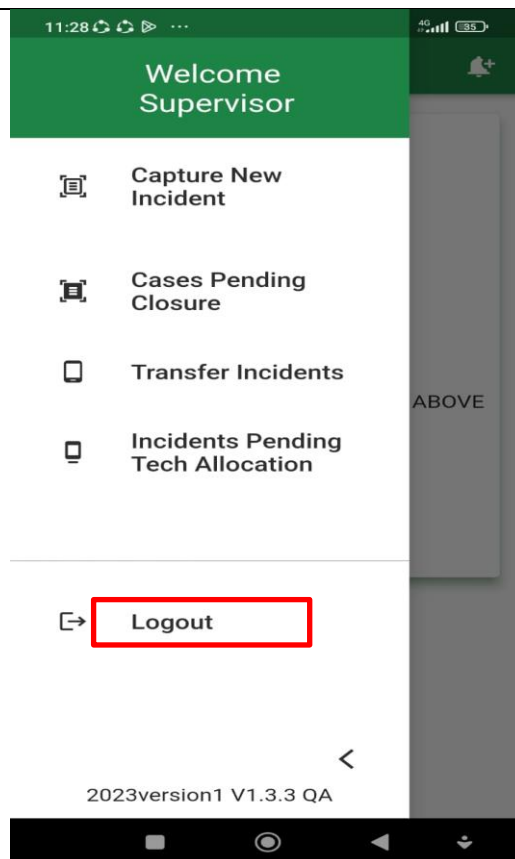 11:28
4G
35
Welcome
Supervisor
Capture New
Incident
Cases Pending
Closure
Transfer Incidents
ABOVE
Incidents Pending
Tech Allocation
Logout
2023version1 V1.3.3 QA